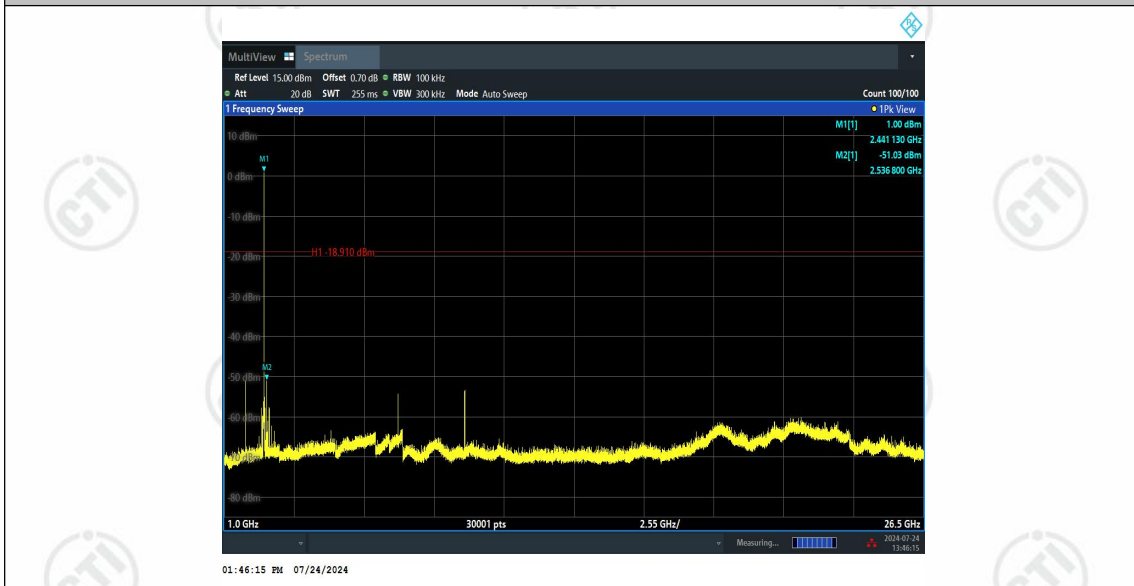 R S
MultiView Spectrum
Ref Level 15.00 dBm Offset 0.70 dB RBW 100 kHz
Att 20 dB SWT 255 ms VBW 300 kHz Mode Auto Sweep Count 100/100
1 Frequency Sweep 1Pk View
M1[1] 1.00 dBm
10 dBm
2.441 130 GHz
M1 M2[1] -51.03 dBm
0 dBm 2.536 800 GHz
-10 dBm
H1 -18.910 dBm
-20 dBm
-30 dBm
-40 dBm
M2
-50 dBm
-60 dBm
-80 dBm
1.0 GHz 30001 pts 2.55 GHz/ 26.5 GHz
Measuring... 2024-07-24
13:46:15
01:46:15 PM 07/24/2024
CTI
CTI